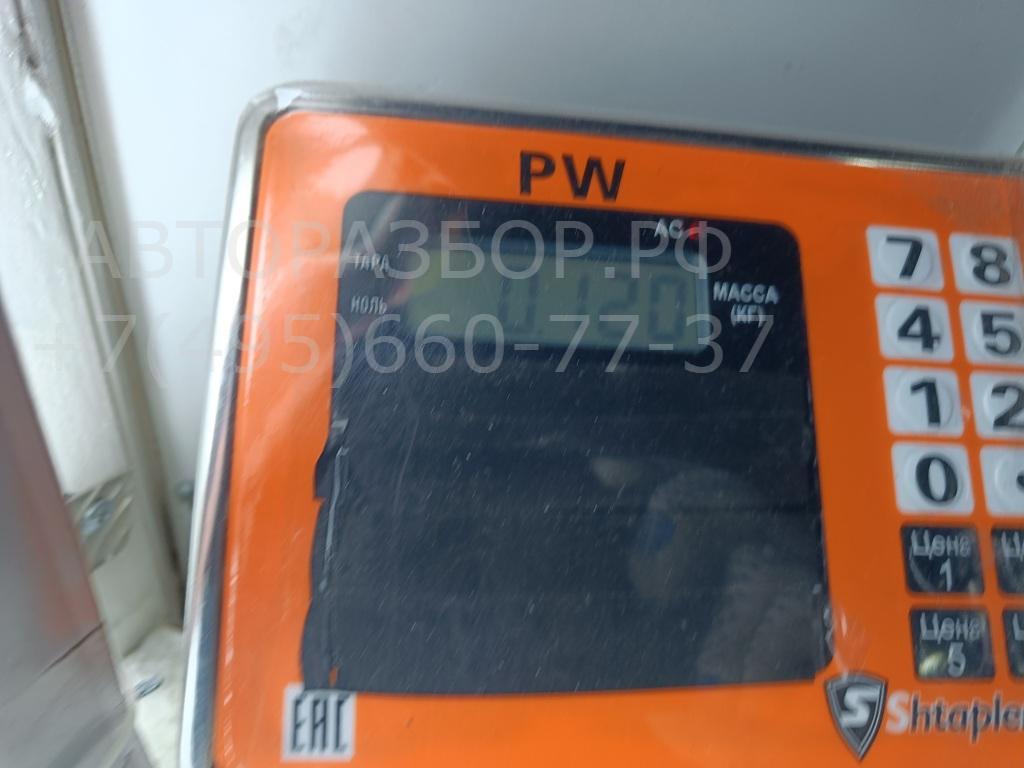 PW
АВТОРАЗБОР.РФ
+7(495)660-77-37
AC
ТАРА
НОЛЬ
0.120
МАССА
(КГ)
7 8
4 5
1 2
0 .
Цена
1
Цена
5
EAC
S Shtapler